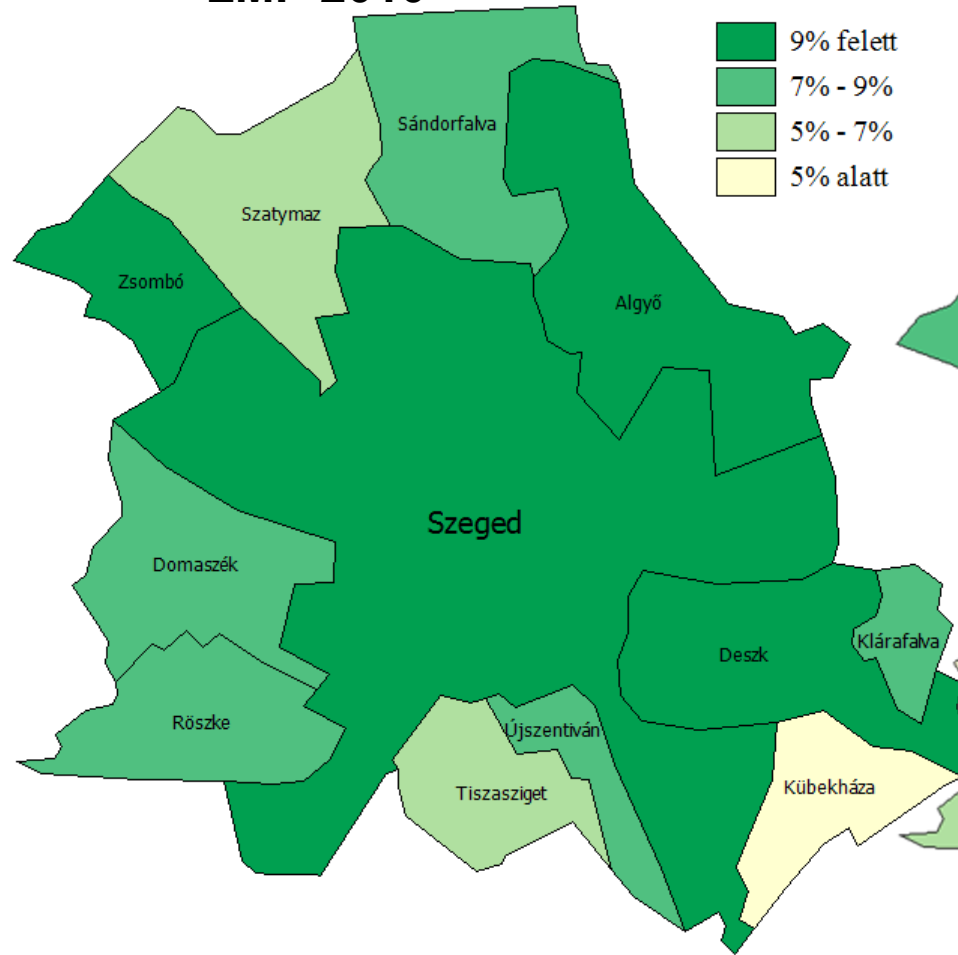 9% felett
7% - 9%
5% - 7%
5% alatt
Sándorfalva
Szatymaz
Zsombó
Algyő
Szeged
Domaszék
Deszk
Klárafalva
Röszke
Újszentiván
Tiszasziget
Kübekháza